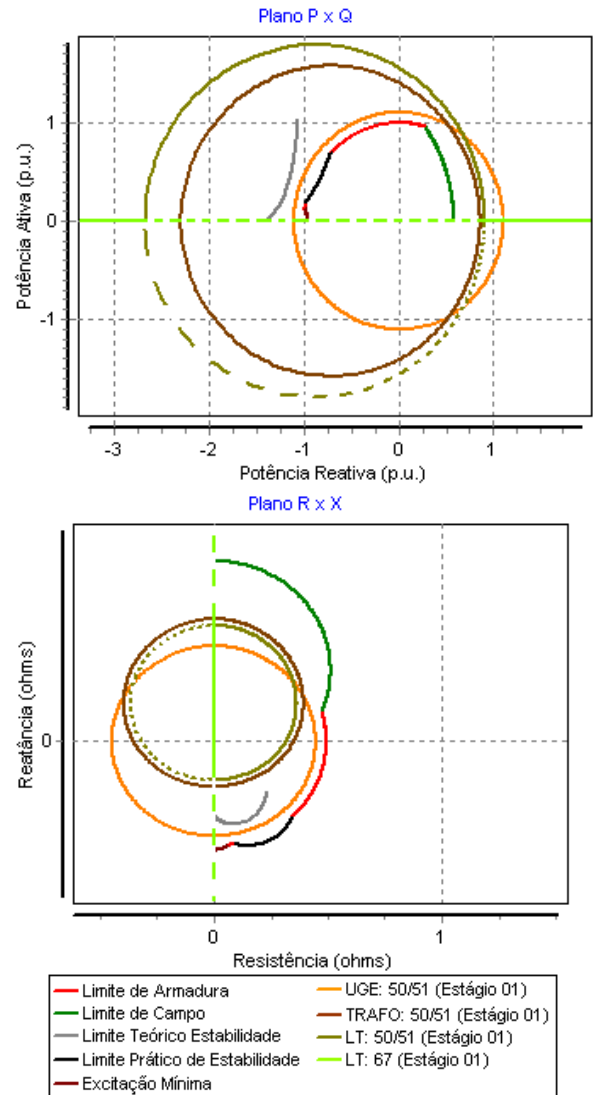 Plano P x Q
Potência Ativa (p.u.)
1
0
-1
-3 -2 -1 0 1
Potência Reativa (p.u.)
Plano R x X
Reatância (ohms)
0
0 1
Resistência (ohms)
Limite de Armadura
Limite de Campo
Limite Teórico Estabilidade
Limite Prático de Estabilidade
Excitação Mínima
UGE: 50/51 (Estágio 01)
TRAFO: 50/51 (Estágio 01)
LT: 50/51 (Estágio 01)
LT: 67 (Estágio 01)